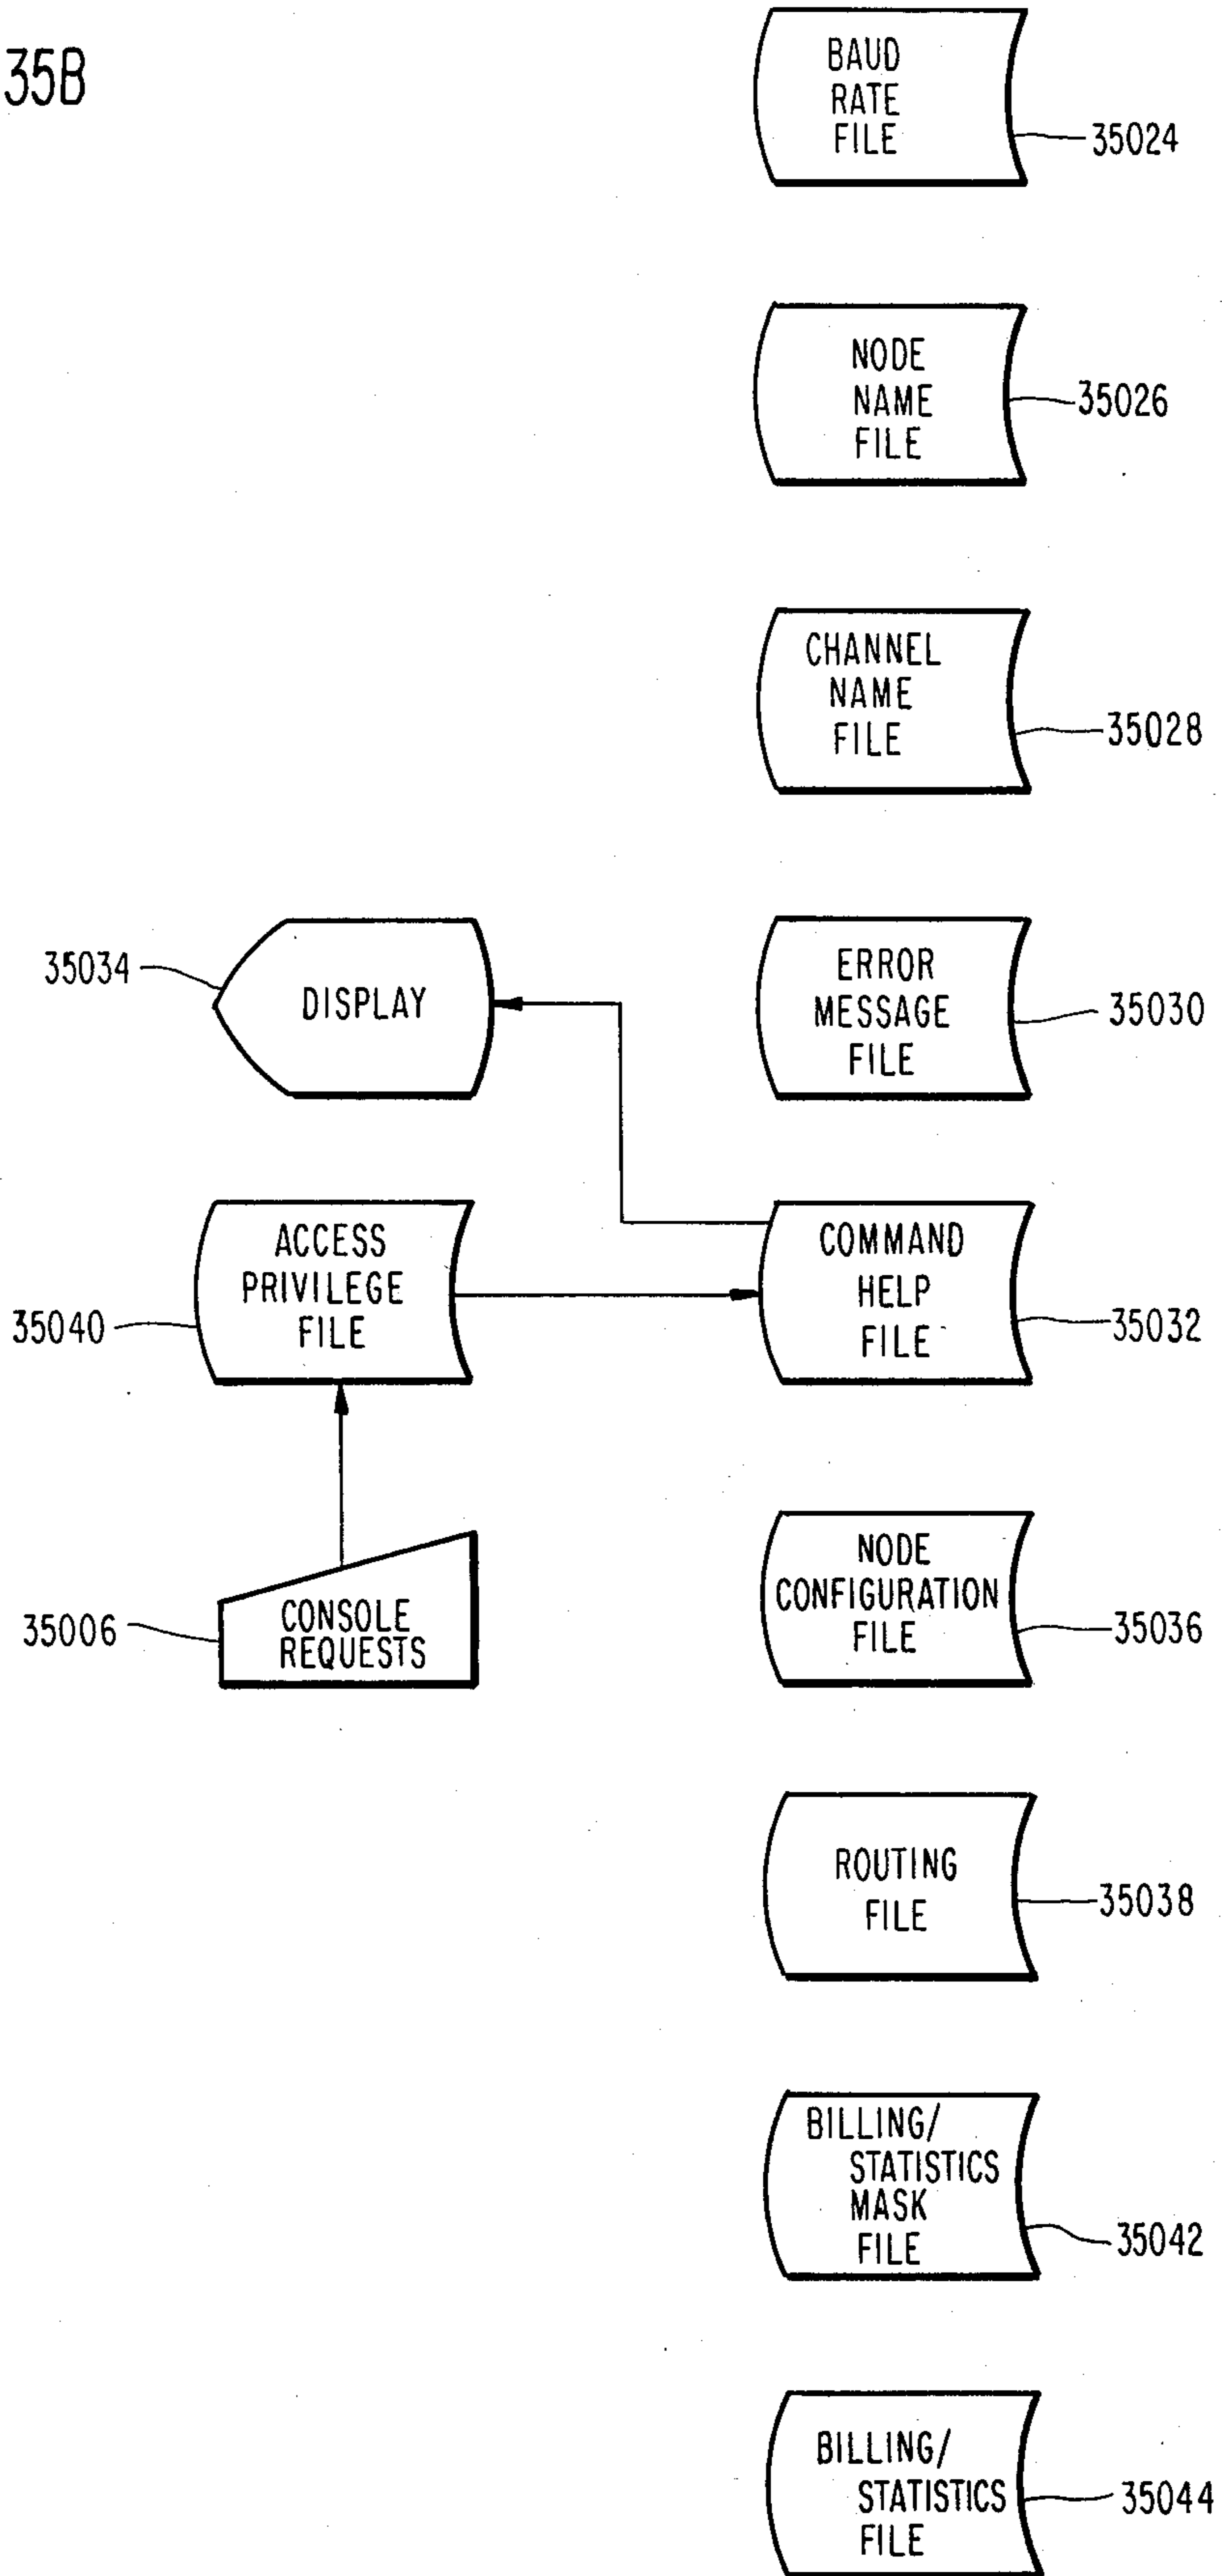 35B
BAUD
RATE
FILE
35024
NODE
NAME
FILE
35026
CHANNEL
NAME
FILE
35028
35034
DISPLAY
ERROR
MESSAGE
FILE
35030
ACCESS
PRIVILEGE
FILE
35040
COMMAND
HELP
FILE
35032
35006
CONSOLE
REQUESTS
NODE
CONFIGURATION
FILE
35036
ROUTING
FILE
35038
BILLING/
STATISTICS
MASK
FILE
35042
BILLING/
STATISTICS
FILE
35044